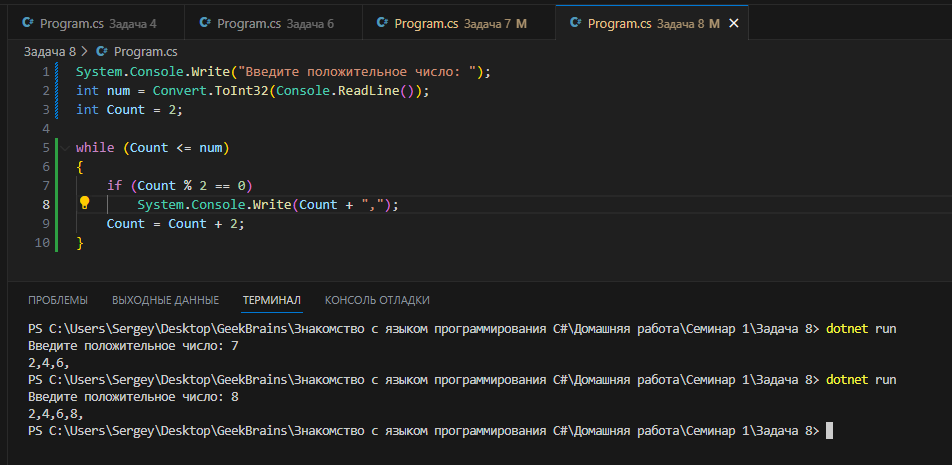 C# Program.cs Задача 4 C# Program.cs Задача 6 C# Program.cs Задача 7 M C# Program.cs Задача 8 M ×
Задача 8 > C# Program.cs
1 System.Console.Write("Введите положительное число: ");
2 int num = Convert.ToInt32(Console.ReadLine());
3 int Count = 2;
4
5 while (Count <= num)
6 {
7 if (Count % 2 == 0)
8 System.Console.Write(Count + ",");
9 Count = Count + 2;
10 }
ПРОБЛЕМЫ ВЫХОДНЫЕ ДАННЫЕ ТЕРМИНАЛ КОНСОЛЬ ОТЛАДКИ
PS C:\Users\Sergey\Desktop\GeekBrains\Знакомство с языком программирования C#\Домашняя работа\Семинар 1\Задача 8> dotnet run
Введите положительное число: 7
2,4,6,
PS C:\Users\Sergey\Desktop\GeekBrains\Знакомство с языком программирования C#\Домашняя работа\Семинар 1\Задача 8> dotnet run
Введите положительное число: 8
2,4,6,8,
PS C:\Users\Sergey\Desktop\GeekBrains\Знакомство с языком программирования C#\Домашняя работа\Семинар 1\Задача 8>